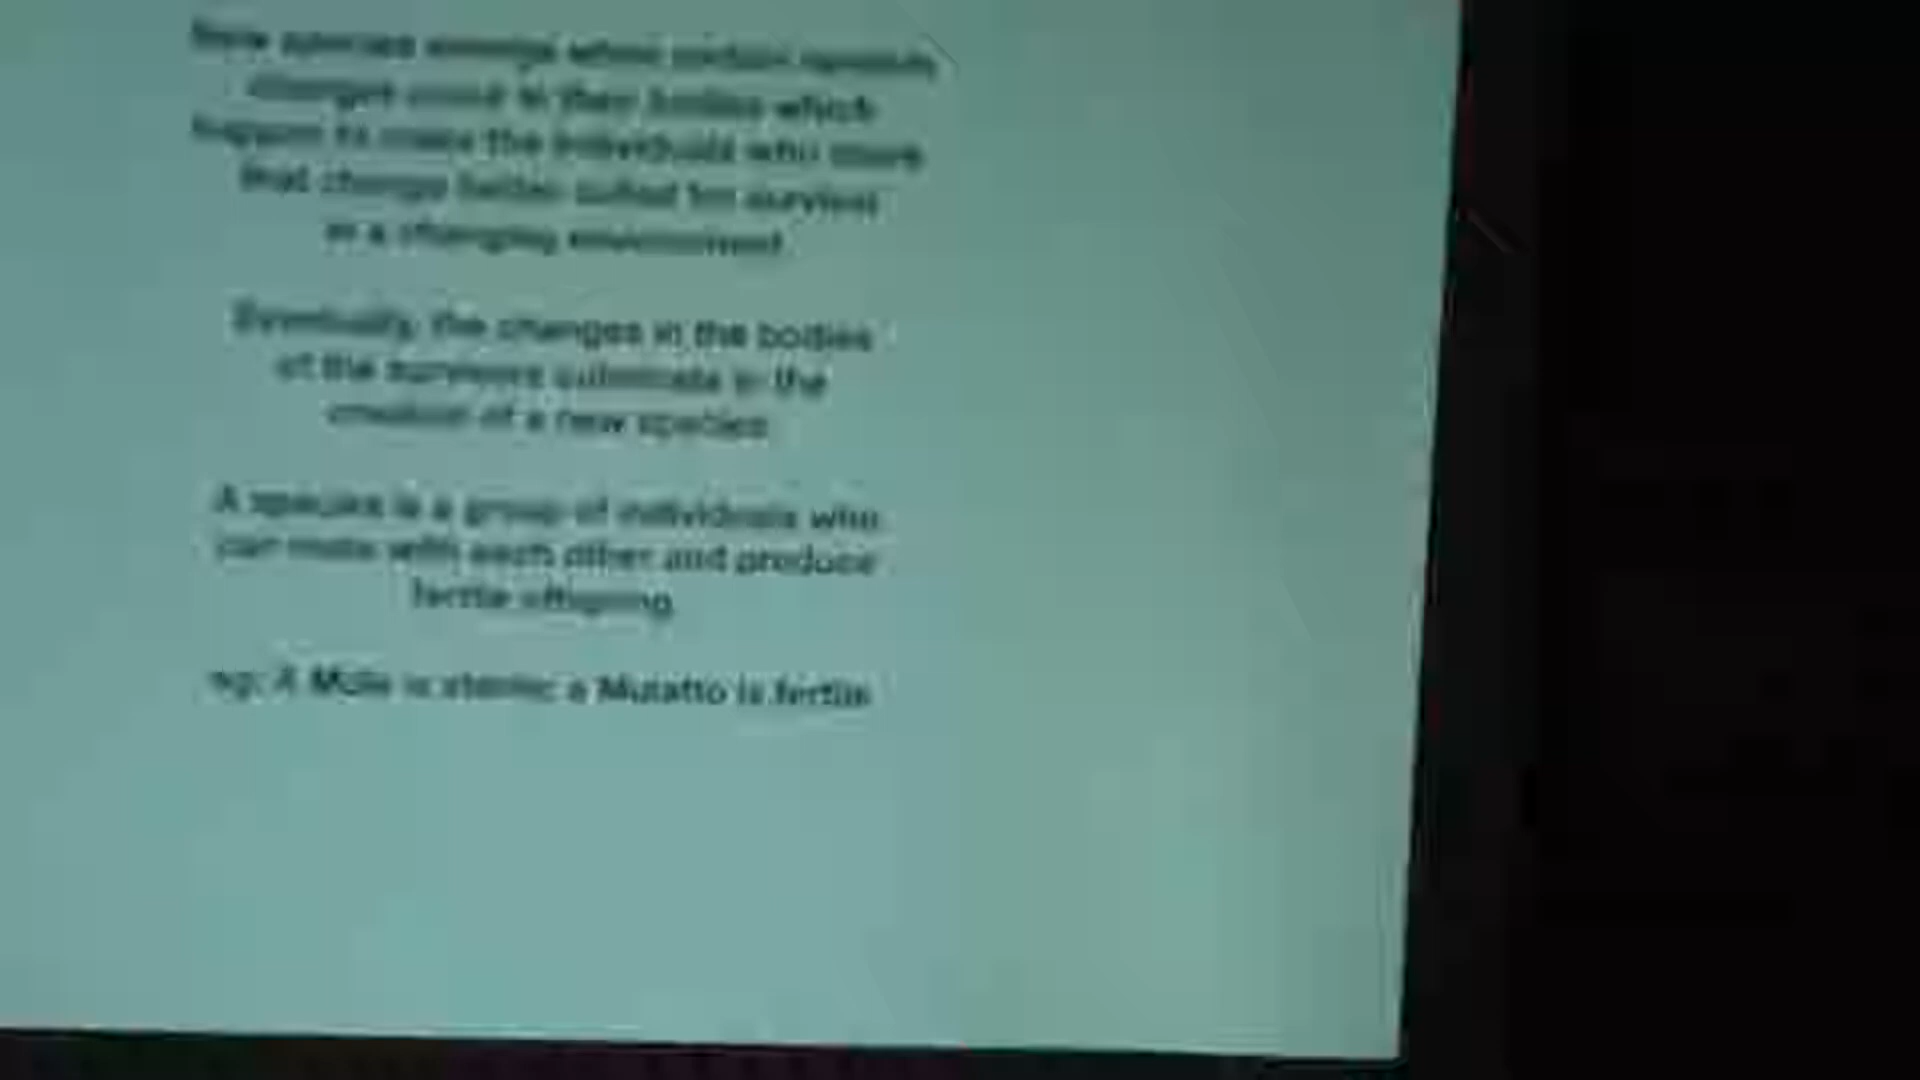 New species emerge when certain random
changes occur in their bodies which
happen to make the individuals who share
that change better suited for survival
in a changing environment.
Eventually, the changes in the bodies
of the survivors culminate in the
creation of a new species.
A species is a group of individuals who
can mate with each other and produce
fertile offspring.
eg: A Mule is sterile; a Mulatto is fertile